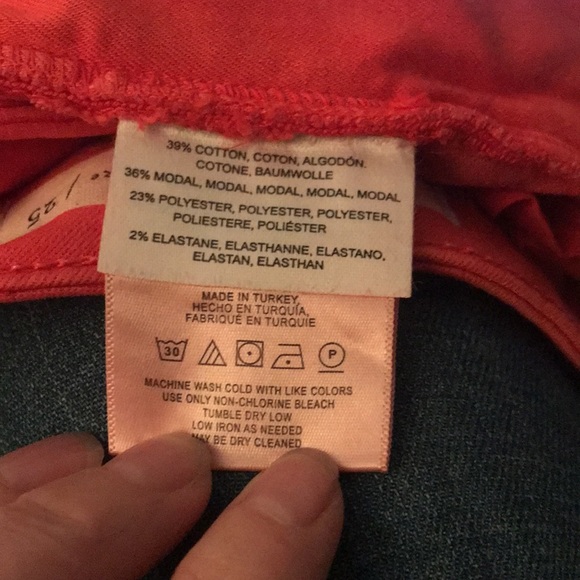 39% COTTON, COTON, ALGODÓN.
COTONE, BAUMWOLLE
36% MODAL, MODAL, MODAL, MODAL, MODAL
23% POLYESTER, POLYESTER, POLYESTER,
POLIESTERE, POLIÉSTER
2% ELASTANE, ELASTHANNE, ELASTANO,
ELASTAN, ELASTHAN
MADE IN TURKEY
HECHO EN TURQUÍA,
FABRIQUÉ EN TURQUIE
30 P
MACHINE WASH COLD WITH LIKE COLORS
USE ONLY NON-CHLORINE BLEACH
TUMBLE DRY LOW
LOW IRON AS NEEDED
MAY BE DRY CLEANED
25